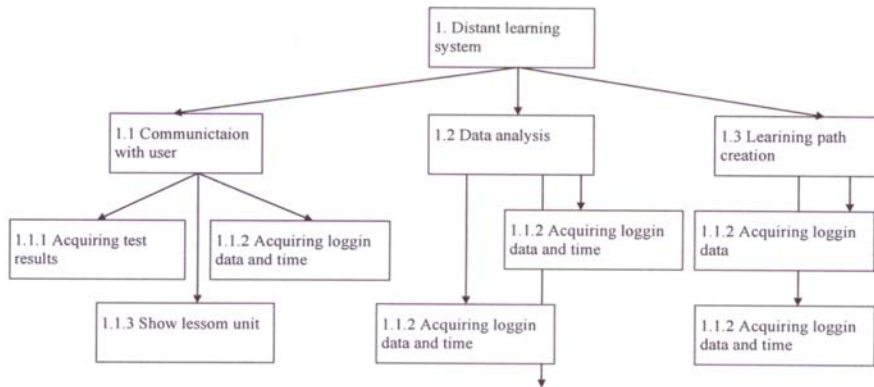 1. Distant learning
system
1.1 Communictaion
with user
1.2 Data analysis
1.3 Learining path
creation
1.1.1 Acquiring test
results
1.1.2 Acquiring loggin
data and time
1.1.2 Acquiring loggin
data and time
1.1.2 Acquiring loggin
data
1.1.3 Show lessom unit
1.1.2 Acquiring loggin
data and time
1.1.2 Acquiring loggin
data and time